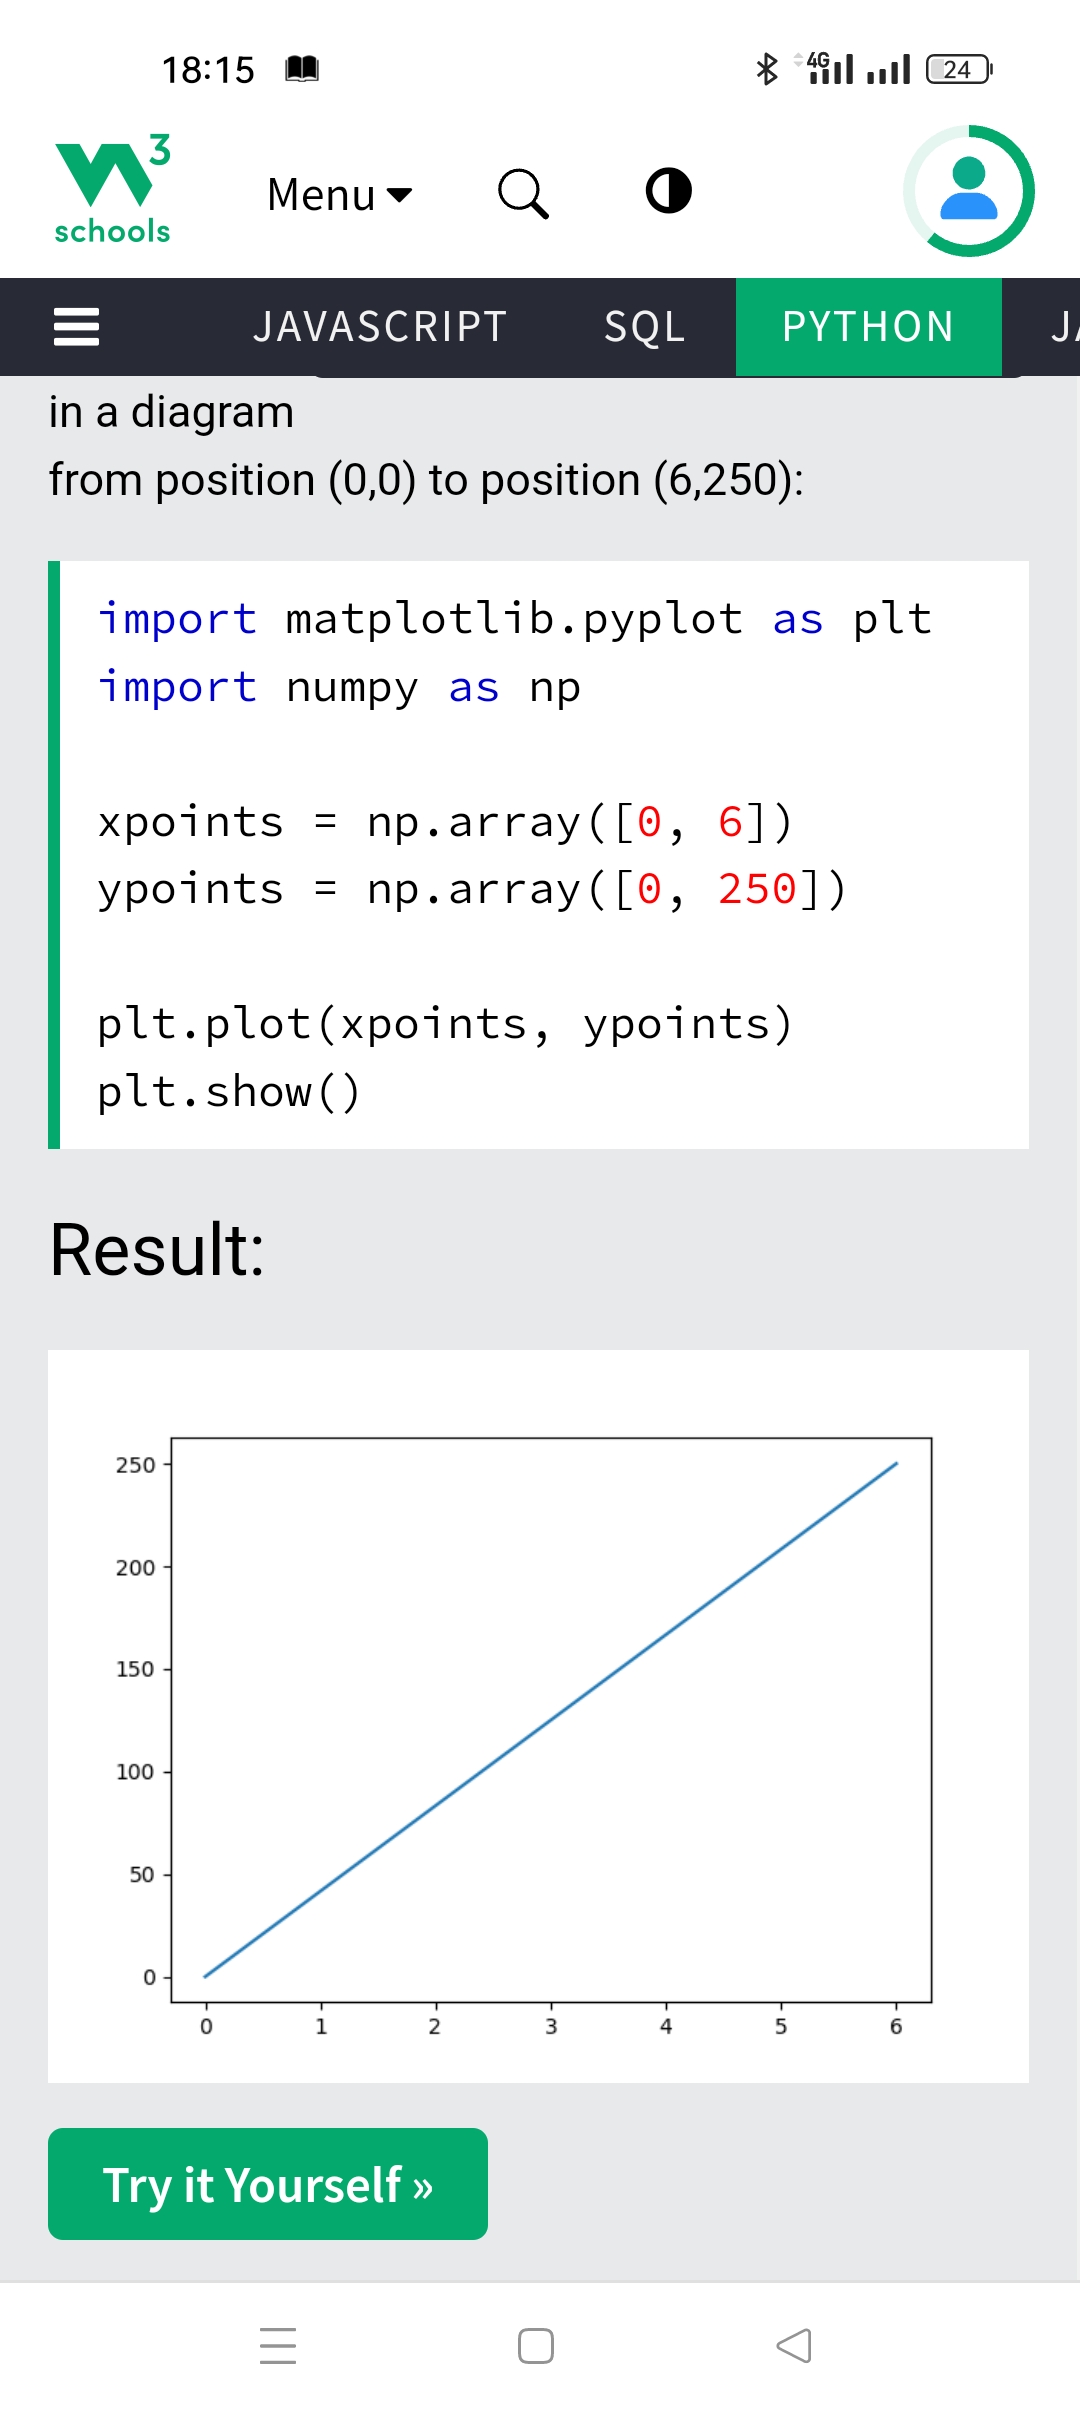 18:15 4G 24
W3
schools
Menu
JAVASCRIPT SQL PYTHON
in a diagram
from position (0,0) to position (6,250):
import matplotlib.pyplot as plt
import numpy as np
xpoints = np.array([0, 6])
ypoints = np.array([0, 250])
plt.plot(xpoints, ypoints)
plt.show()
Result:
250
200
150
100
50
0
0 1 2 3 4 5 6
Try it Yourself »